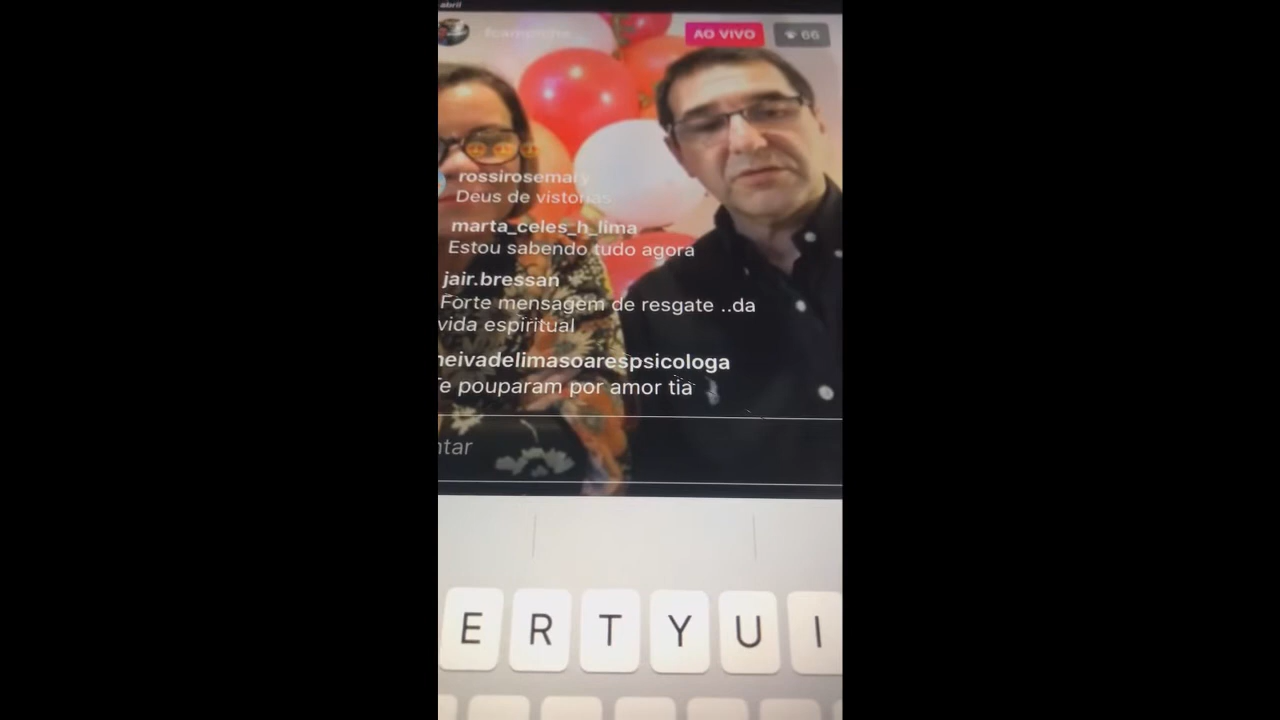 abril
AO VIVO
66
rossirosemary
Deus de vistorias
marta_celes_h_lima
Estou sabendo tudo agora
jair.bressan
Forte mensagem de resgate ..da
vida espiritual
neivadelimasoarespsicologa
Te pouparam por amor tia
ntar
E R T Y U I